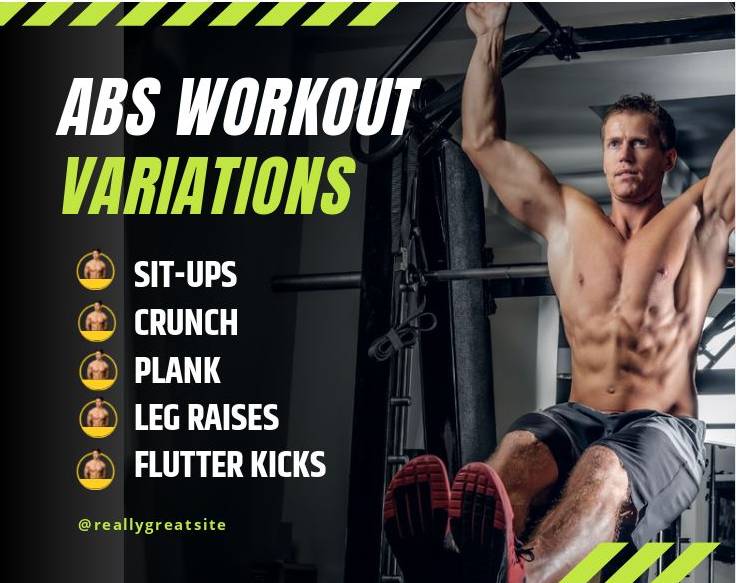 ABS WORKOUT
VARIATIONS
SIT-UPS
CRUNCH
PLANK
LEG RAISES
FLUTTER KICKS
@reallygreatsite